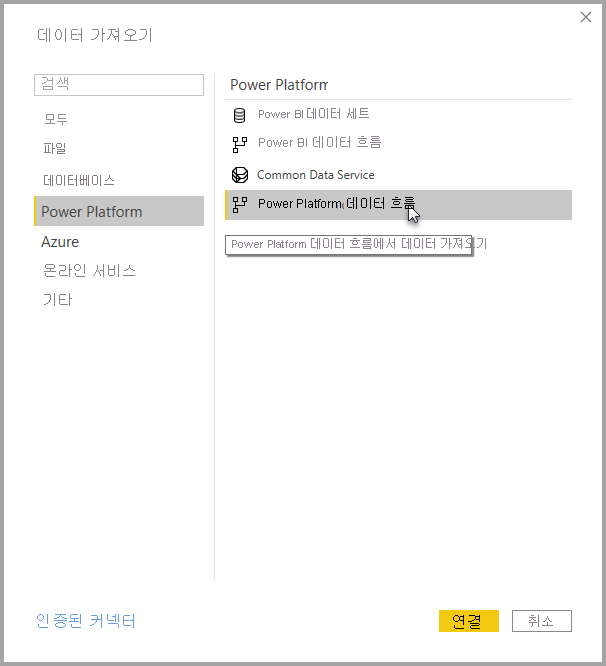 데이터 가져오기
검색
모두
파일
데이터베이스
Power Platform
Azure
온라인 서비스
기타
Power Platform
Power BI 데이터 세트
Power BI 데이터 흐름
Common Data Service
Power Platform 데이터 흐름
Power Platform 데이터 흐름에서 데이터 가져오기
인증된 커넥터
연결
취소